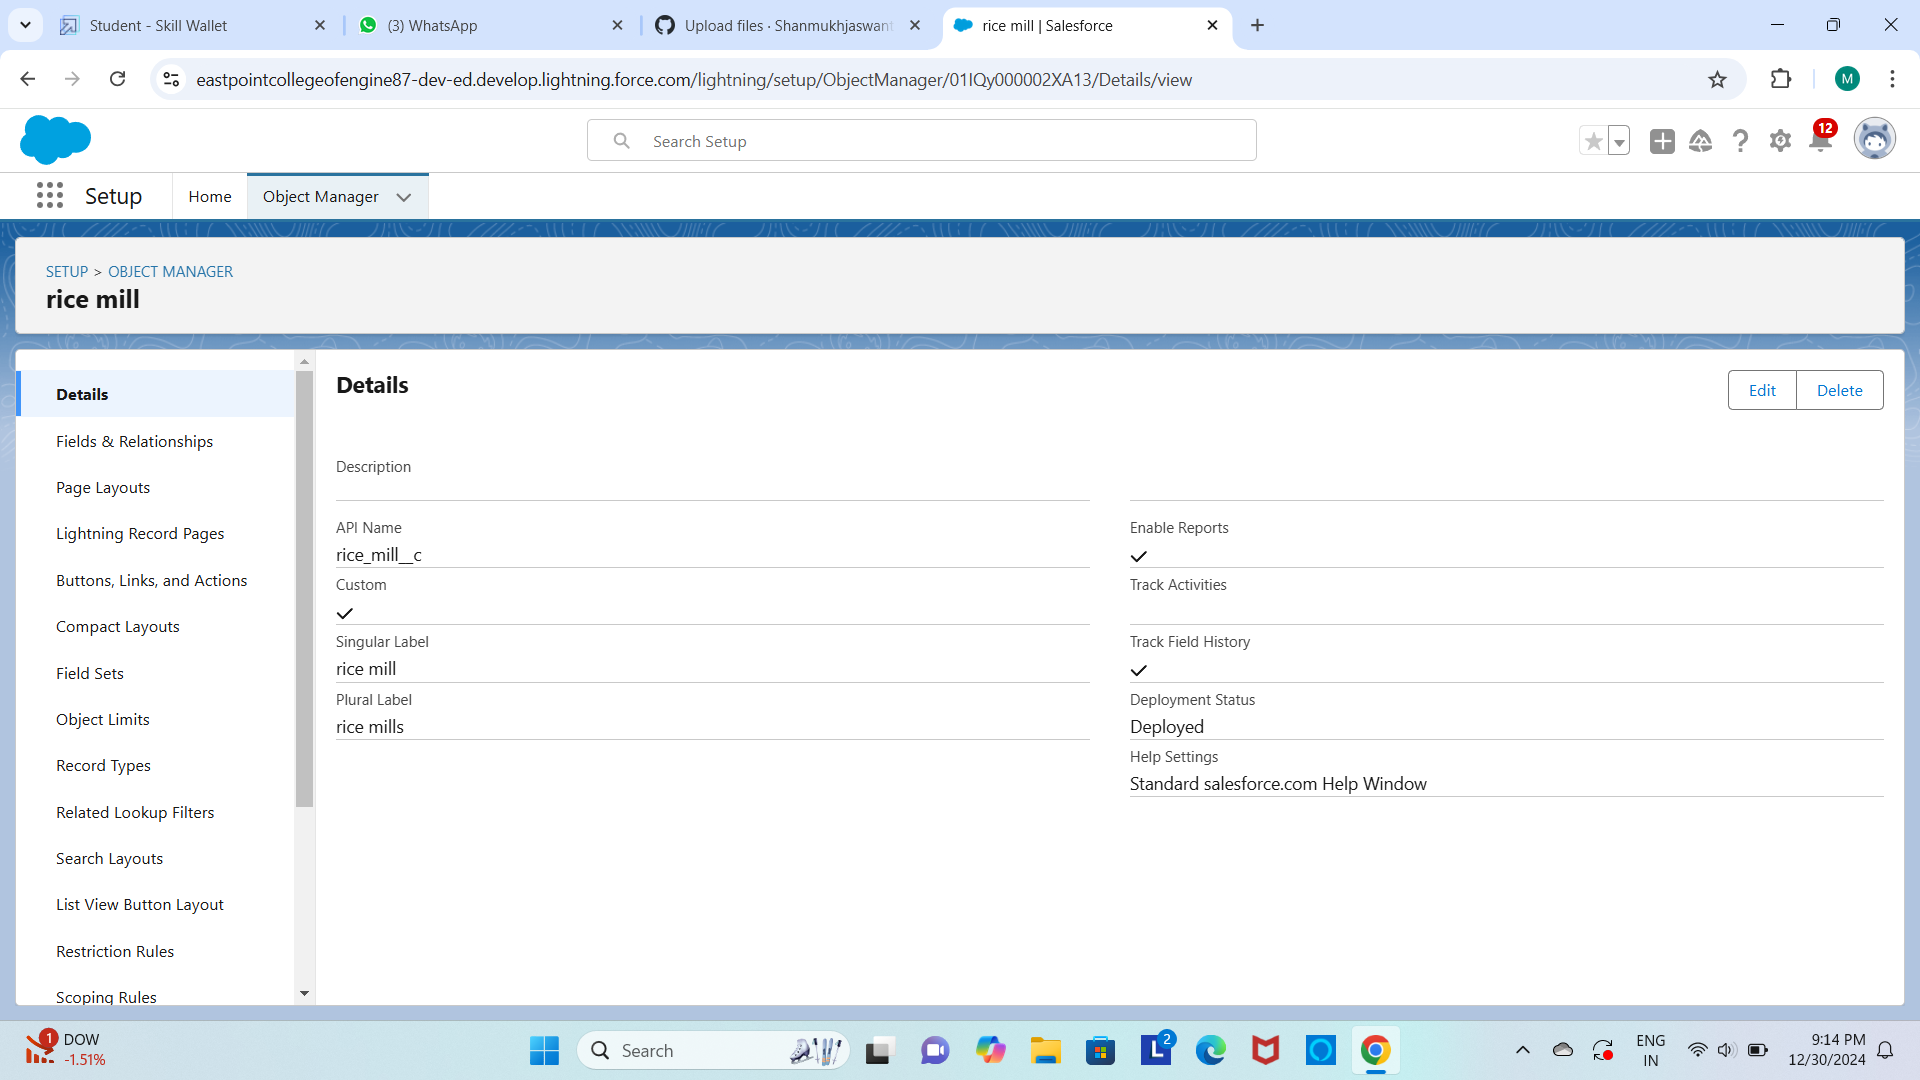 Student - Skill Wallet
(3) WhatsApp
Upload files · Shanmukhjaswant
rice mill | Salesforce
eastpointcollegeofengine87-dev-ed.develop.lightning.force.com/lightning/setup/ObjectManager/01IQy000002XA13/Details/view
M
Search Setup
12
Setup
Home
Object Manager
SETUP > OBJECT MANAGER
rice mill
Details
Fields & Relationships
Page Layouts
Lightning Record Pages
Buttons, Links, and Actions
Compact Layouts
Field Sets
Object Limits
Record Types
Related Lookup Filters
Search Layouts
List View Button Layout
Restriction Rules
Scoping Rules
Details
Edit
Delete
Description
API Name
rice_mill__c
Custom
Singular Label
rice mill
Plural Label
rice mills
Enable Reports
Track Activities
Track Field History
Deployment Status
Deployed
Help Settings
Standard salesforce.com Help Window
1
DOW
-1.51%
Search
L
2
ENG
IN
9:14 PM
12/30/2024